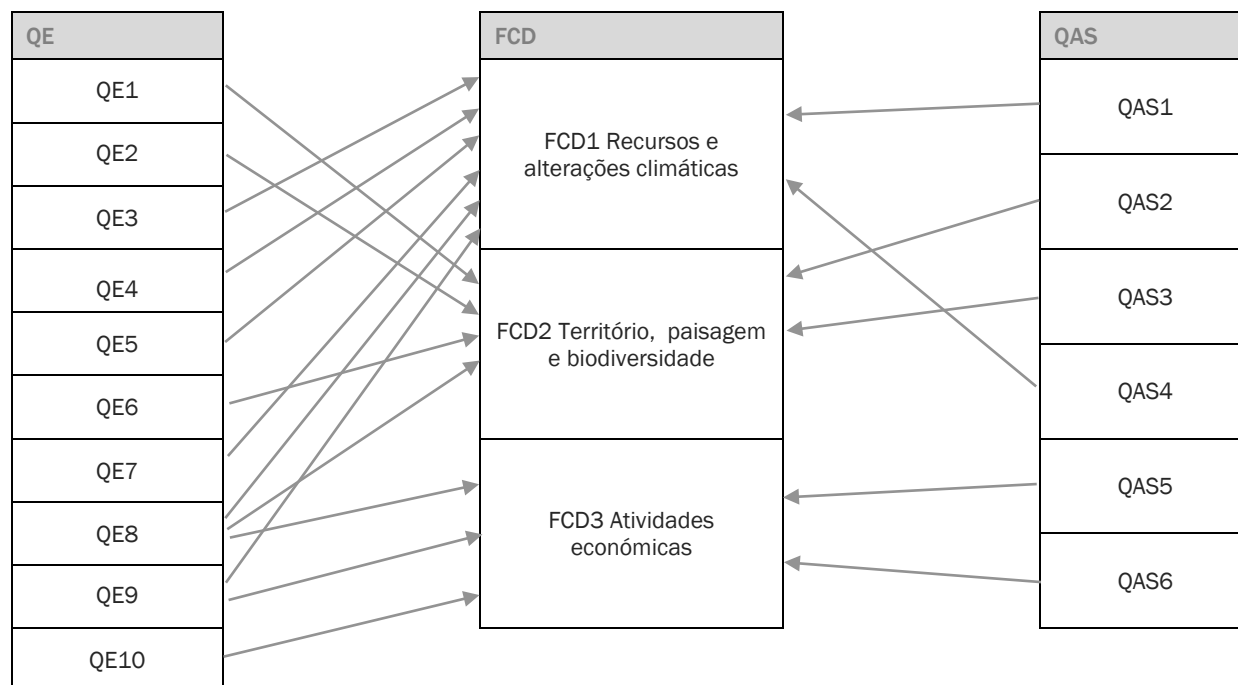 QE
QE1
QE2
QE3
QE4
QE5
QE6
QE7
QE8
QE9
QE10
FCD
FCD1 Recursos e
alterações climáticas
FCD2 Território, paisagem
e biodiversidade
FCD3 Atividades
económicas
QAS
QAS1
QAS2
QAS3
QAS4
QAS5
QAS6